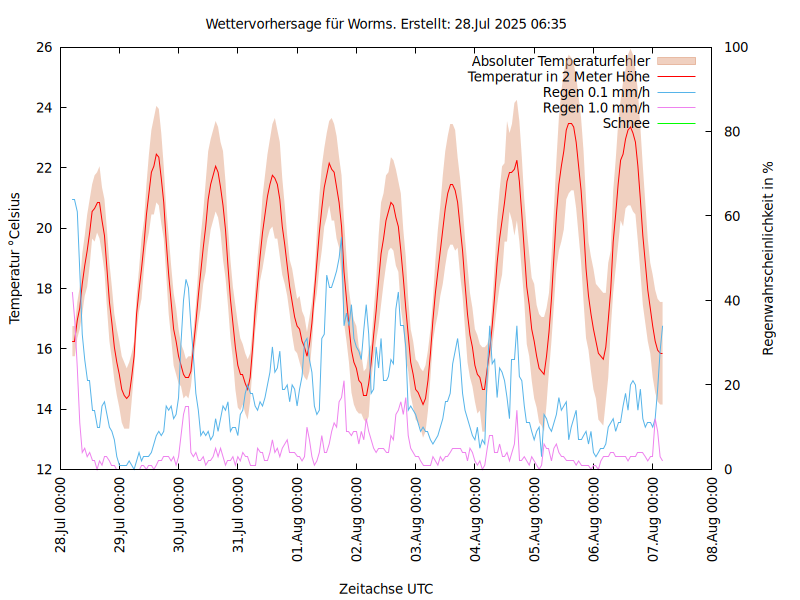 Wettervorhersage für Worms. Erstellt: 28.Jul 2025 06:35
Absoluter Temperaturfehler
Temperatur in 2 Meter Höhe
Regen 0.1 mm/h
Regen 1.0 mm/h
Schnee
Temperatur °Celsius
26
24
22
20
18
16
14
12
100
80
60
40
20
0
Regenwahrscheinlichkeit in %
28.Jul 00:00
29.Jul 00:00
30.Jul 00:00
31.Jul 00:00
01.Aug 00:00
02.Aug 00:00
03.Aug 00:00
04.Aug 00:00
05.Aug 00:00
06.Aug 00:00
07.Aug 00:00
08.Aug 00:00
Zeitachse UTC